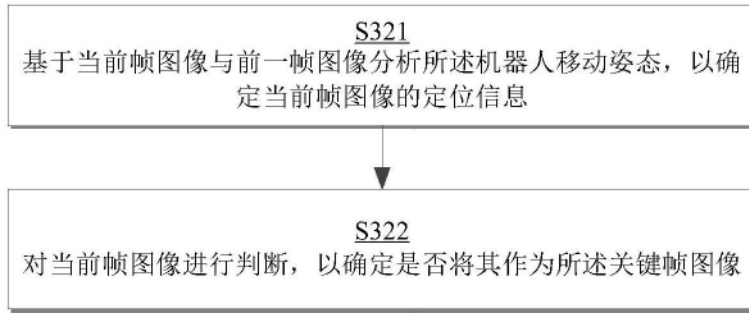 S321
基于当前帧图像与前一帧图像分析所述机器人移动姿态，以确
定当前帧图像的定位信息
S322
对当前帧图像进行判断，以确定是否将其作为所述关键帧图像